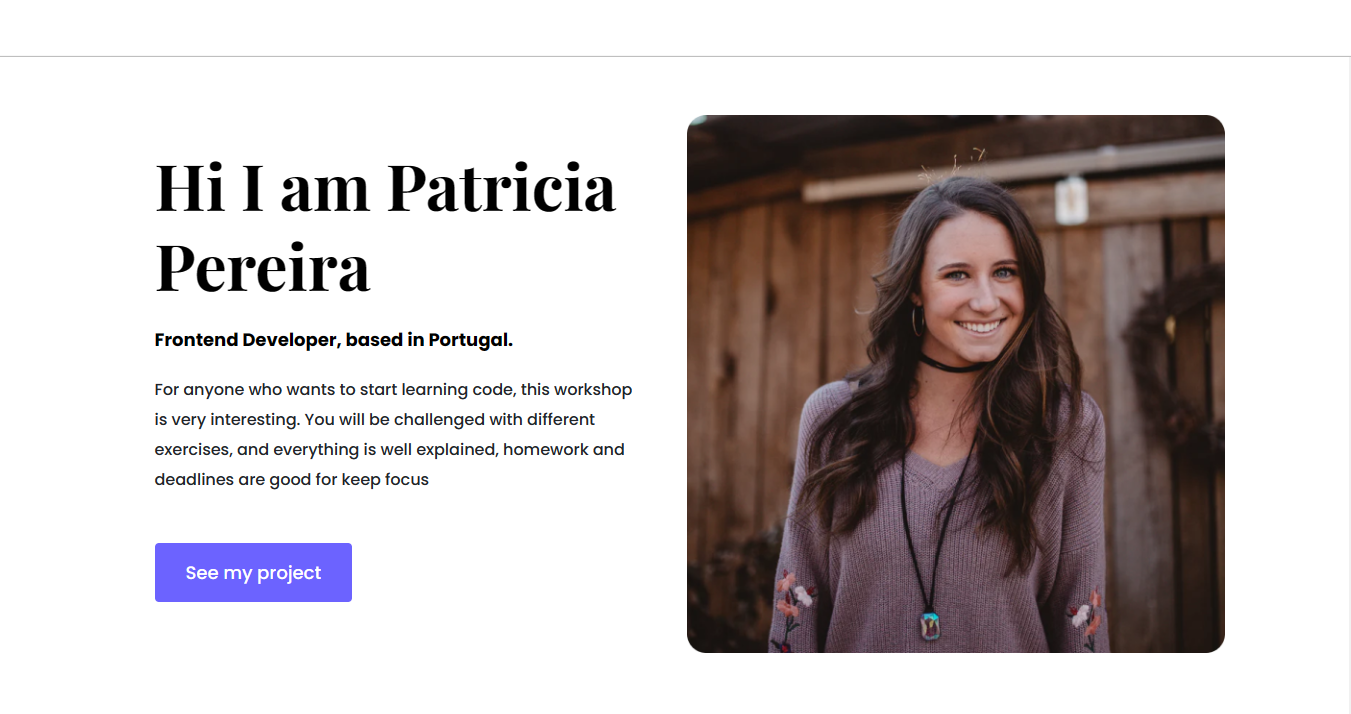 Hi I am Patricia
Pereira
Frontend Developer, based in Portugal.
For anyone who wants to start learning code, this workshop
is very interesting. You will be challenged with different
exercises, and everything is well explained, homework and
deadlines are good for keep focus
See my project